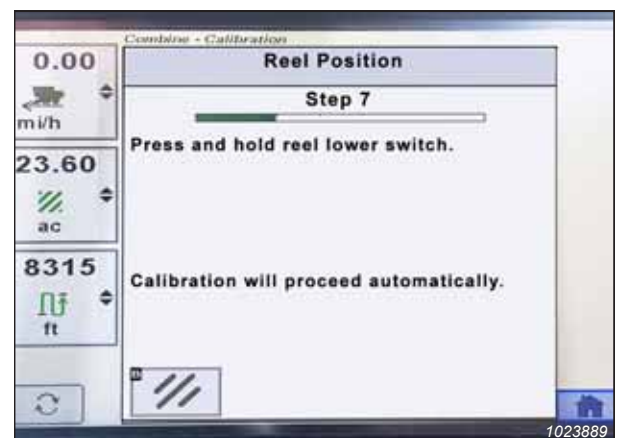 Combine - Calibration
0.00
mi/h
23.60
ac
8315
ft
Reel Position
Step 7
Press and hold reel lower switch.
Calibration will proceed automatically.
1023889